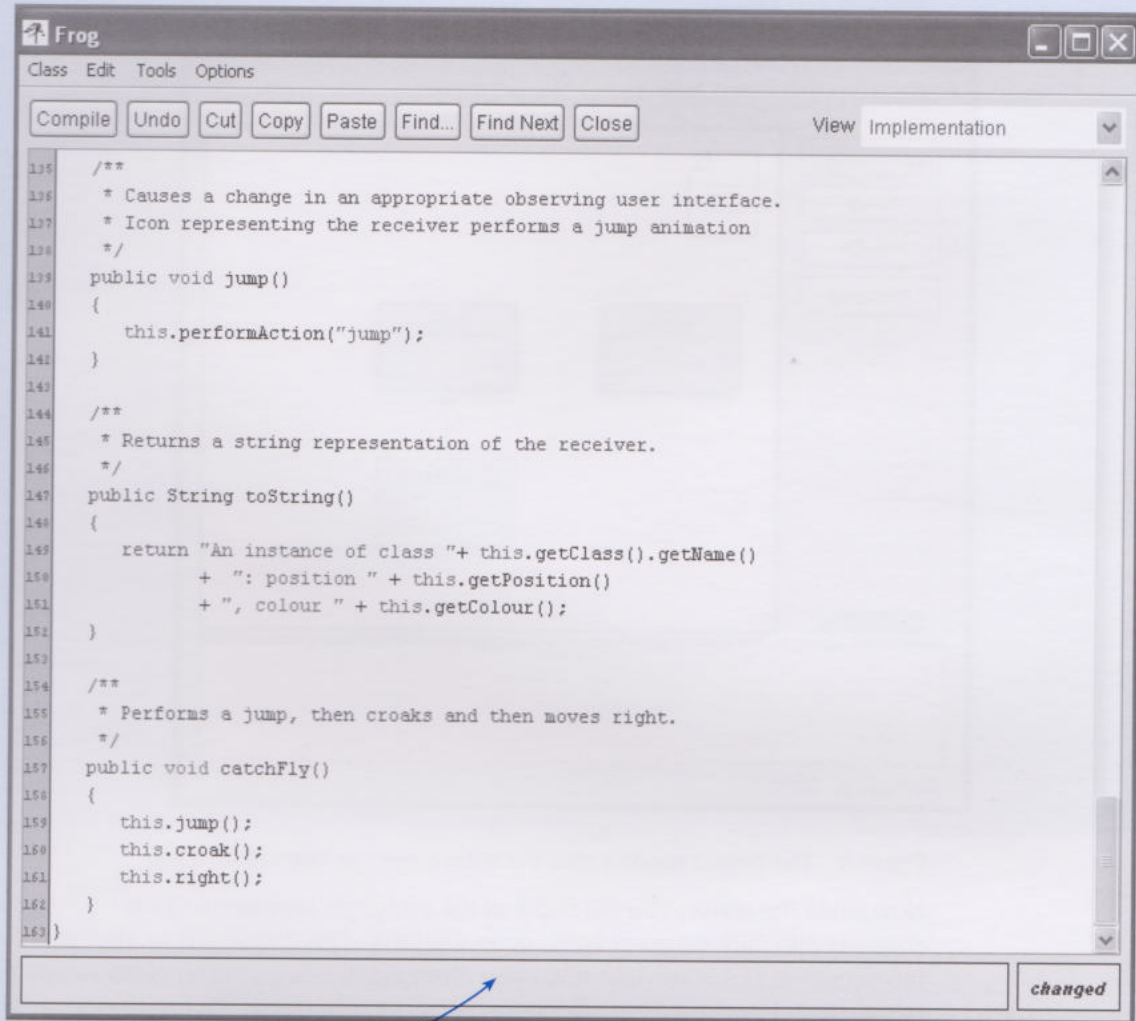 Frog
Class Edit Tools Options
Compile Undo Cut Copy Paste Find... Find Next Close View Implementation
135 /**
136 * Causes a change in an appropriate observing user interface.
137 * Icon representing the receiver performs a jump animation
138 */
139 public void jump()
140 {
141 this.performAction("jump");
142 }
143
144 /**
145 * Returns a string representation of the receiver.
146 */
147 public String toString()
148 {
149 return "An instance of class "+ this.getClass().getName()
150 + ": position " + this.getPosition()
151 + ", colour " + this.getColour();
152 }
153
154 /**
155 * Performs a jump, then croaks and then moves right.
156 */
157 public void catchFly()
158 {
159 this.jump();
160 this.croak();
161 this.right();
162 }
163 }
changed